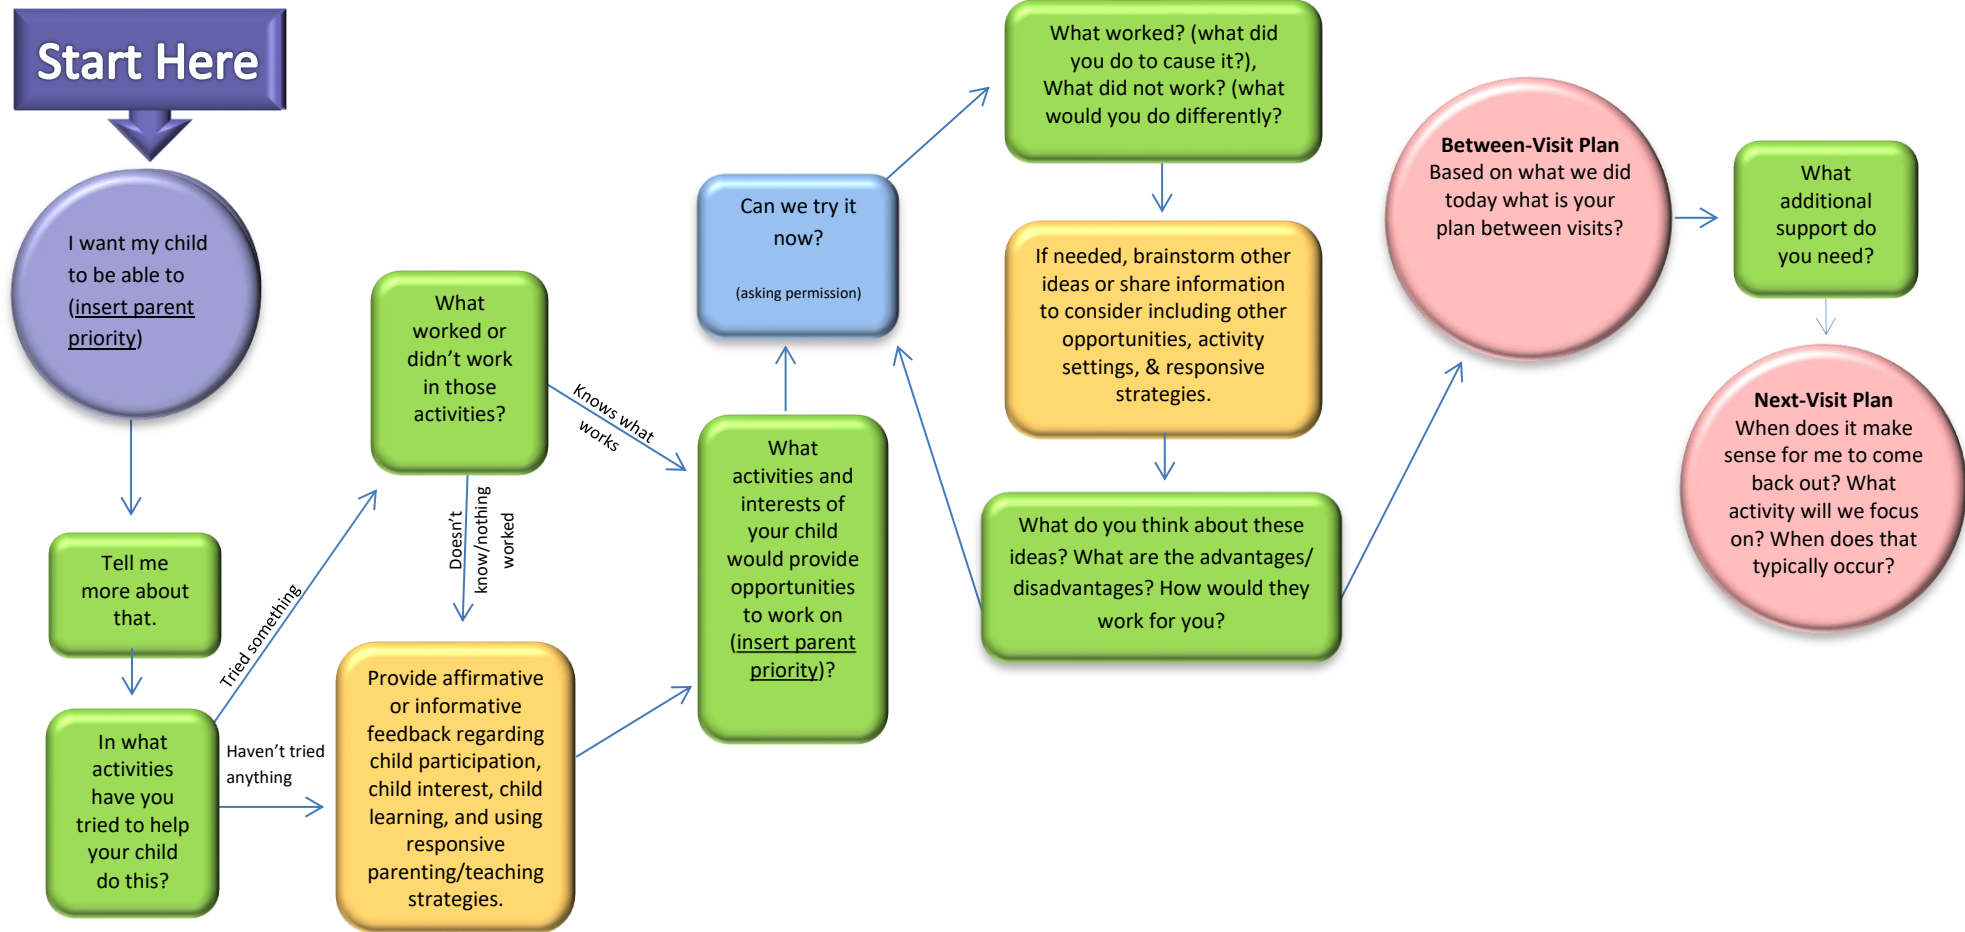 Start Here
I want my child
to be able to
(insert parent
priority)
Tell me
more about
that.
In what
activities
have you
tried to help
your child
do this?
Tried something
Haven’t tried
anything
What
worked or
didn’t work
in those
activities?
Knows what
works
Doesn’t
know/nothing
worked
Provide affirmative
or informative
feedback regarding
child participation,
child interest, child
learning, and using
responsive
parenting/teaching
strategies.
What
activities and
interests of
your child
would provide
opportunities
to work on
(insert parent
priority)?
Can we try it
now?
(asking permission)
What worked? (what did
you do to cause it?),
What did not work? (what
would you do differently?
If needed, brainstorm other
ideas or share information
to consider including other
opportunities, activity
settings, & responsive
strategies.
What do you think about these
ideas? What are the advantages/
disadvantages? How would they
work for you?
Between-Visit Plan
Based on what we did
today what is your
plan between visits?
What
additional
support do
you need?
Next-Visit Plan
When does it make
sense for me to come
back out? What
activity will we focus
on? When does that
typically occur?